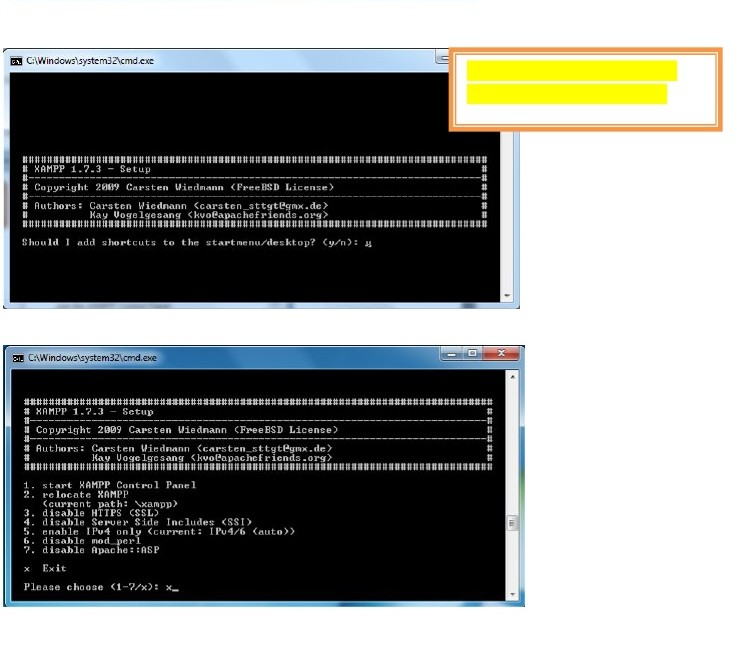 C:\Windows\system32\cmd.exe
###############################################################################
# XAMPP 1.7.3 - Setup #
#-----------------------------------------------------------------------------#
# Copyright 2009 Carsten Wiedmann (FreeBSD License) #
#-----------------------------------------------------------------------------#
# Authors: Carsten Wiedmann <carsten_sttgt@gmx.de> #
# Kay Vogelgesang <kvo@apachefriends.org> #
###############################################################################
Should I add shortcuts to the startmenu/desktop? (y/n): y
C:\Windows\system32\cmd.exe
###############################################################################
# XAMPP 1.7.3 - Setup #
#-----------------------------------------------------------------------------#
# Copyright 2009 Carsten Wiedmann (FreeBSD License) #
#-----------------------------------------------------------------------------#
# Authors: Carsten Wiedmann <carsten_sttgt@gmx.de> #
# Kay Vogelgesang <kvo@apachefriends.org> #
###############################################################################
1. start XAMPP Control Panel
2. relocate XAMPP
(current path: \xampp)
3. disable HTTPS (SSL)
4. disable Server Side Includes (SSI)
5. enable IPv4 only (current: IPv4/6 (auto))
6. disable mod_perl
7. disable Apache::ASP
x Exit
Please choose (1-7/x): x_